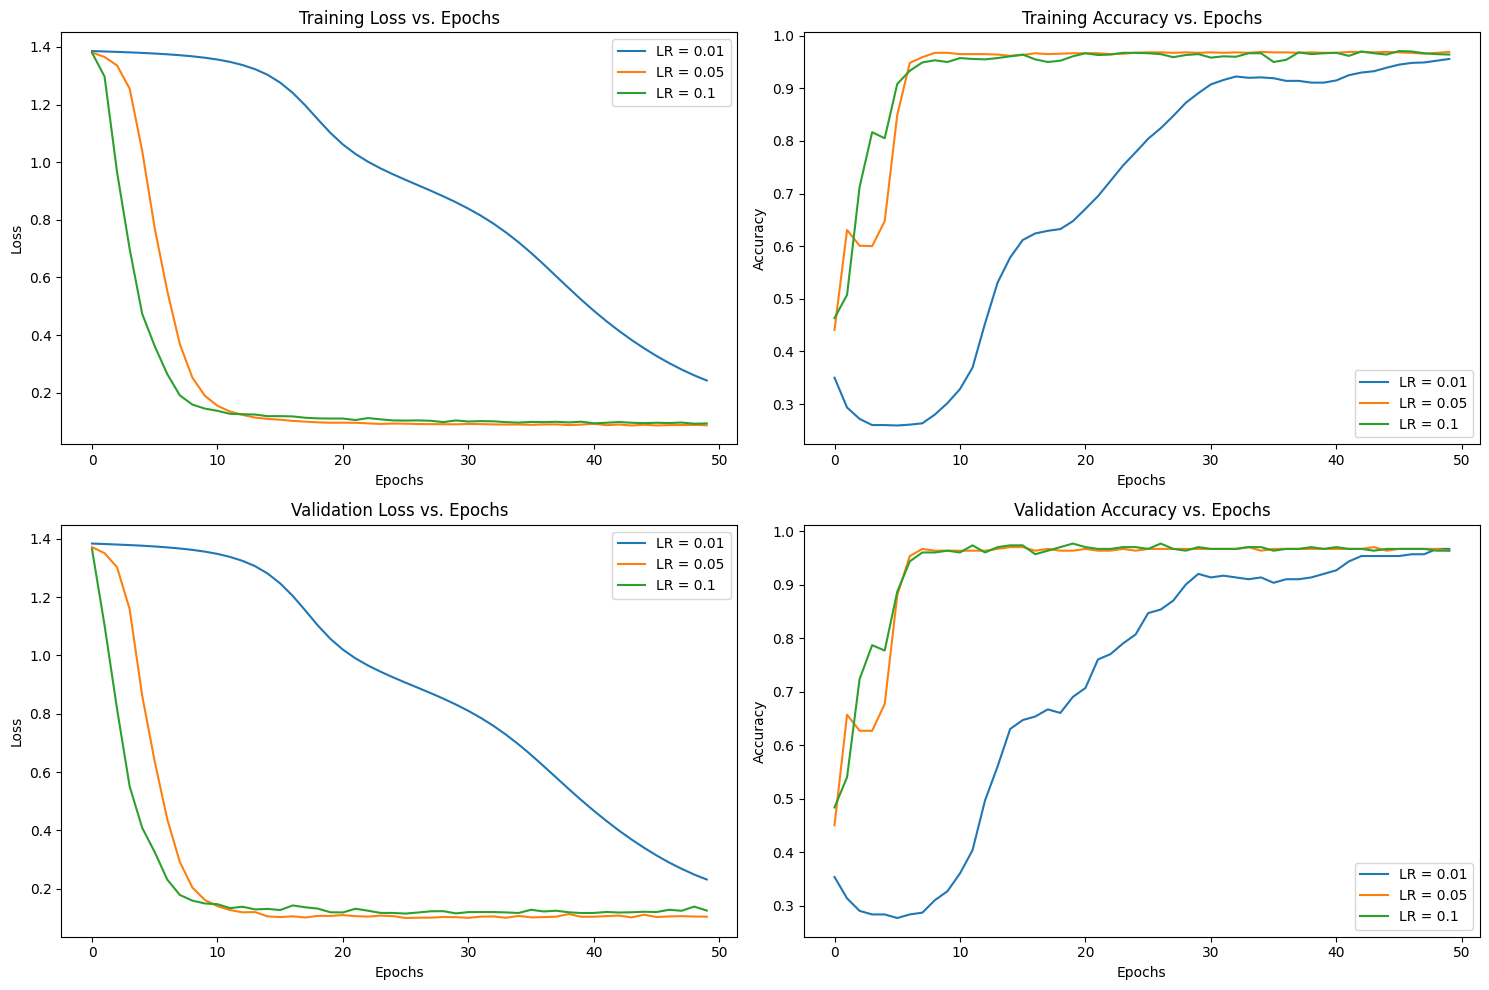 Training Loss vs. Epochs
Loss
1.4
1.2
1.0
0.8
0.6
0.4
0.2
0 10 20 30 40 50
Epochs
LR = 0.01
LR = 0.05
LR = 0.1
Training Accuracy vs. Epochs
Accuracy
1.0
0.9
0.8
0.7
0.6
0.5
0.4
0.3
0 10 20 30 40 50
Epochs
LR = 0.01
LR = 0.05
LR = 0.1
Validation Loss vs. Epochs
Loss
1.4
1.2
1.0
0.8
0.6
0.4
0.2
0 10 20 30 40 50
Epochs
LR = 0.01
LR = 0.05
LR = 0.1
Validation Accuracy vs. Epochs
Accuracy
1.0
0.9
0.8
0.7
0.6
0.5
0.4
0.3
0 10 20 30 40 50
Epochs
LR = 0.01
LR = 0.05
LR = 0.1